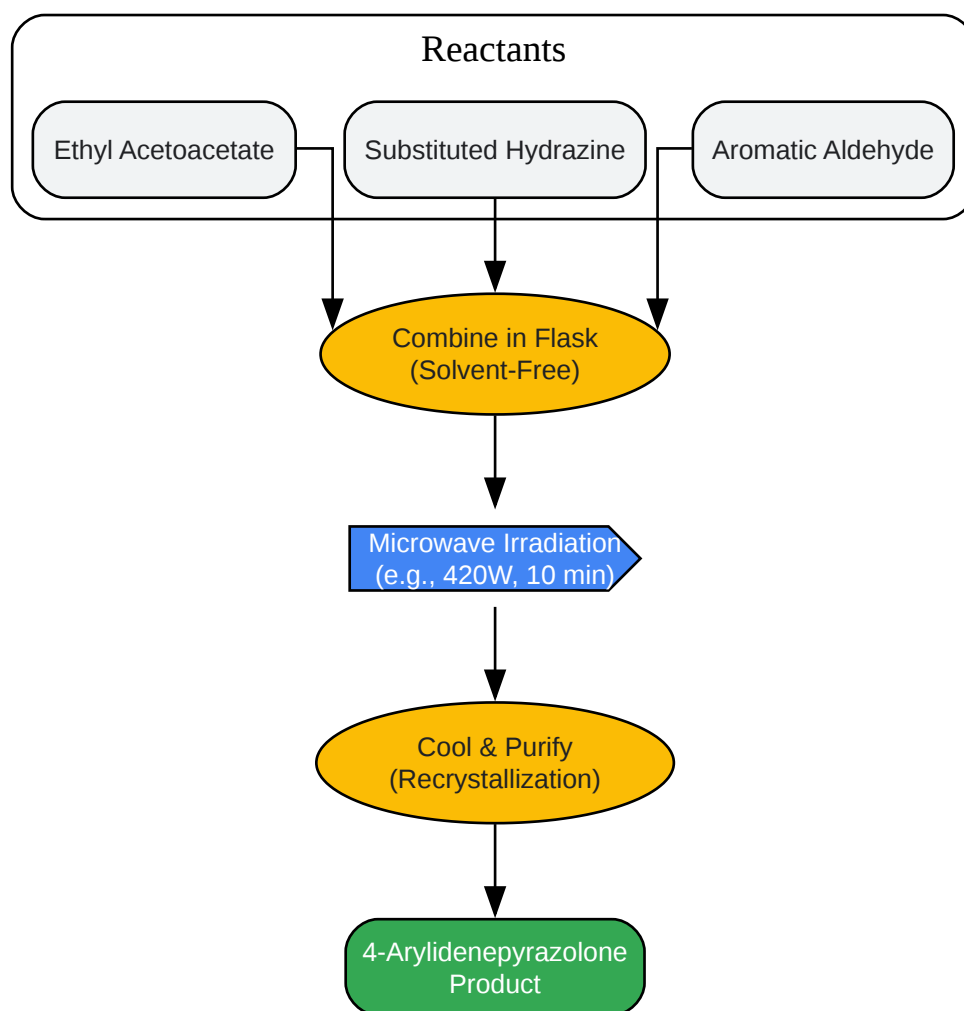 Reactants
Ethyl Acetoacetate
Substituted Hydrazine
Aromatic Aldehyde
Combine in Flask
(Solvent-Free)
Microwave Irradiation
(e.g., 420W, 10 min)
Cool & Purify
(Recrystallization)
4-Arylidenepyrazolone
Product